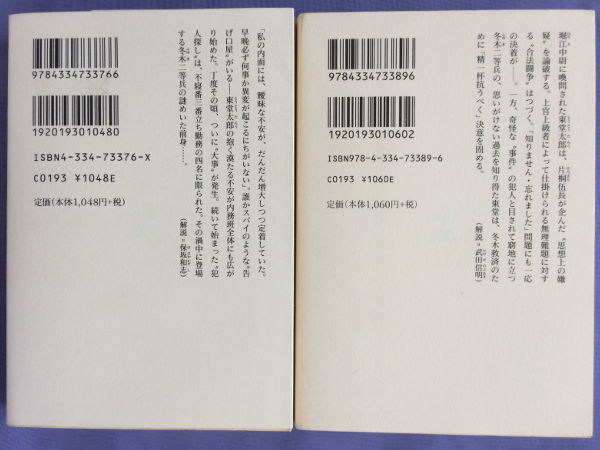 9784334733766
1920193010480
ISBN4-334-73376-X
C0193 ¥1048E
定価(本体1,048円+税)
「私の内面には、曖昧な不安が、だんだん増大しつつ定着していた。
早晩必ず何事か異変が起こるにちがいない」。誰かスパイのような〝告
げ口屋〟がいる――東堂太郎の抱く漠たる不安が内務班全体にも広が
り始めた。丁度その頃、ついに〝大事〟が発生。続いて始まった〝犯
人探し〟は、不寝番三番立ち勤務の四名に限られた。その渦中に登場
する冬木二等兵の謎めいた前身……。
(解説・保坂和志)
9784334733896
1920193010602
ISBN978-4-334-73389-6
C0193 ¥1060E
定価(本体1,060円+税)
堀江中尉に喚問された東堂太郎は、片桐伍長が企んだ〝思想上の嫌
疑〟を論破する。上官上級者によって仕掛けられる無理難題に対す
る〝合法闘争〟はつづく。「知りません・忘れました」問題にも一応
の決着が――。一方、奇怪な〝事件〟の犯人と目されて窮地に立つ
冬木二等兵の、思いがけない過去を知り得た東堂は、冬木救済のた
めに「精一杯抗うべく」決意を固める。
(解説・武田信明)